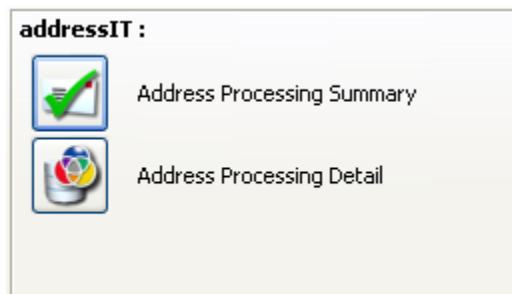 addressIT :
Address Processing Summary
Address Processing Detail